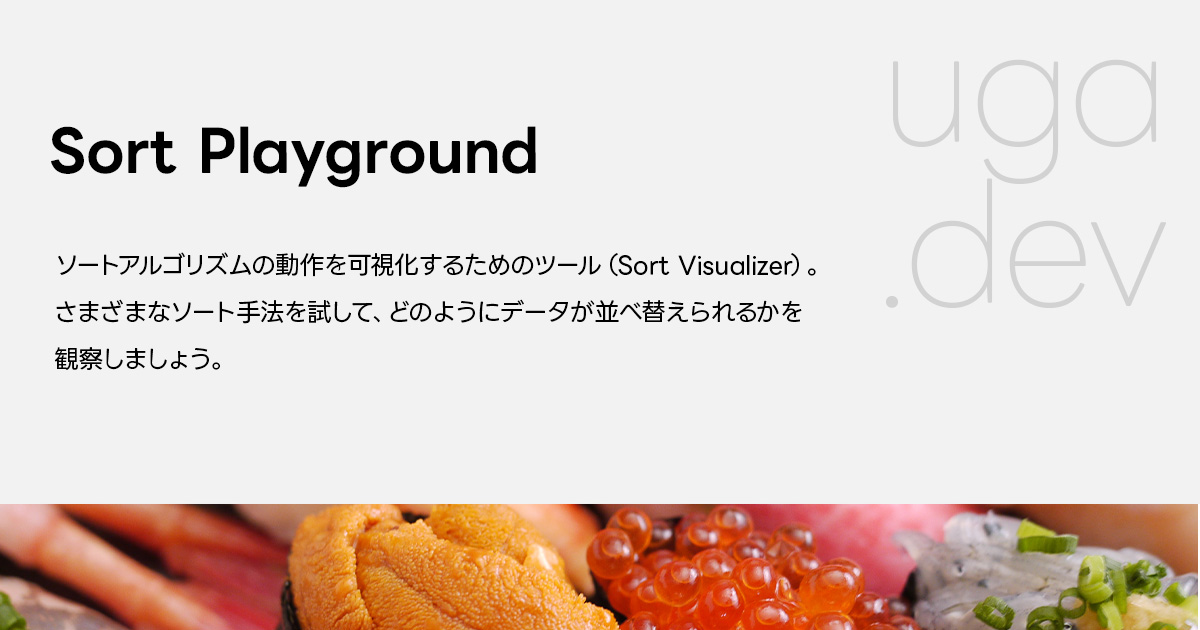 Sort Playground
ソートアルゴリズムの動作を可視化するためのツール（Sort Visualizer）。
さまざまなソート手法を試して、どのようにデータが並べ替えられるかを
観察しましょう。
uga
.dev